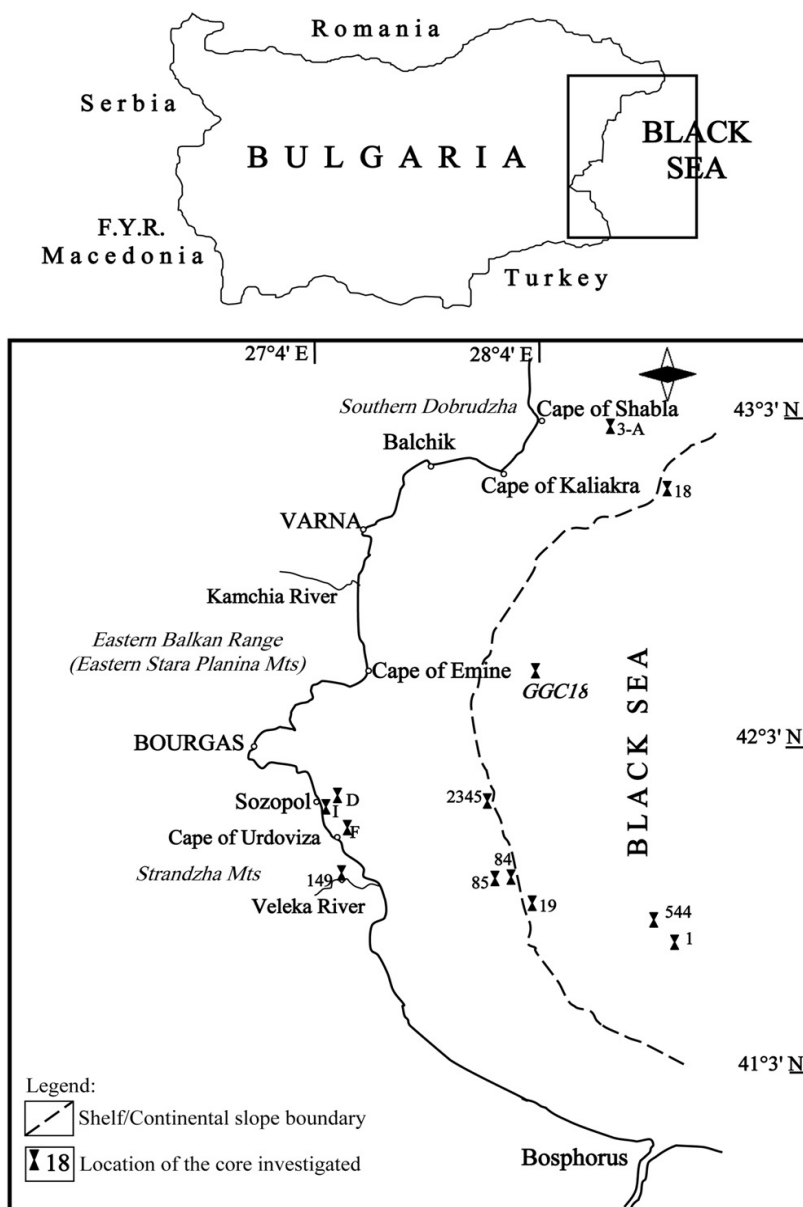 Romania
Serbia
BULGARIA
BLACK
SEA
F.Y.R.
Macedonia
Turkey
27°4' E
28°4' E
Southern Dobrudzha
Cape of Shabla
43°3' N
3-A
Balchik
Cape of Kaliakra
18
VARNA
Kamchia River
Eastern Balkan Range
(Eastern Stara Planina Mts)
Cape of Emine
GGC18
BLACK SEA
BOURGAS
42°3' N
Sozopol
D
I
2345
F
Cape of Urdoviza
84
Strandzha Mts
149
85
Veleka River
19
544
1
41°3' N
Legend:
Shelf/Continental slope boundary
18 Location of the core investigated
Bosphorus